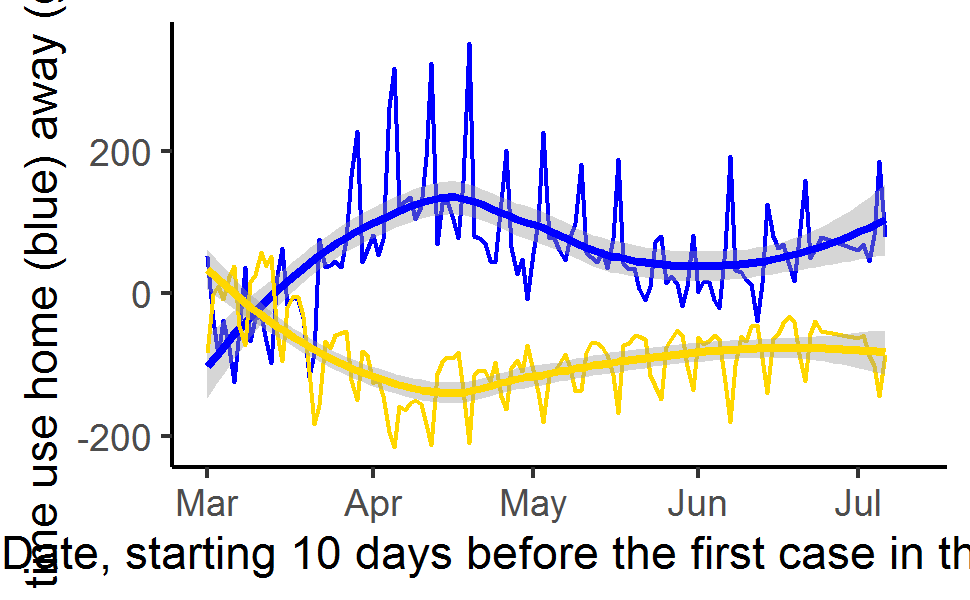 time use home (blue) away (
200
0
-200
Mar Apr May Jun Jul
Date, starting 10 days before the first case in th